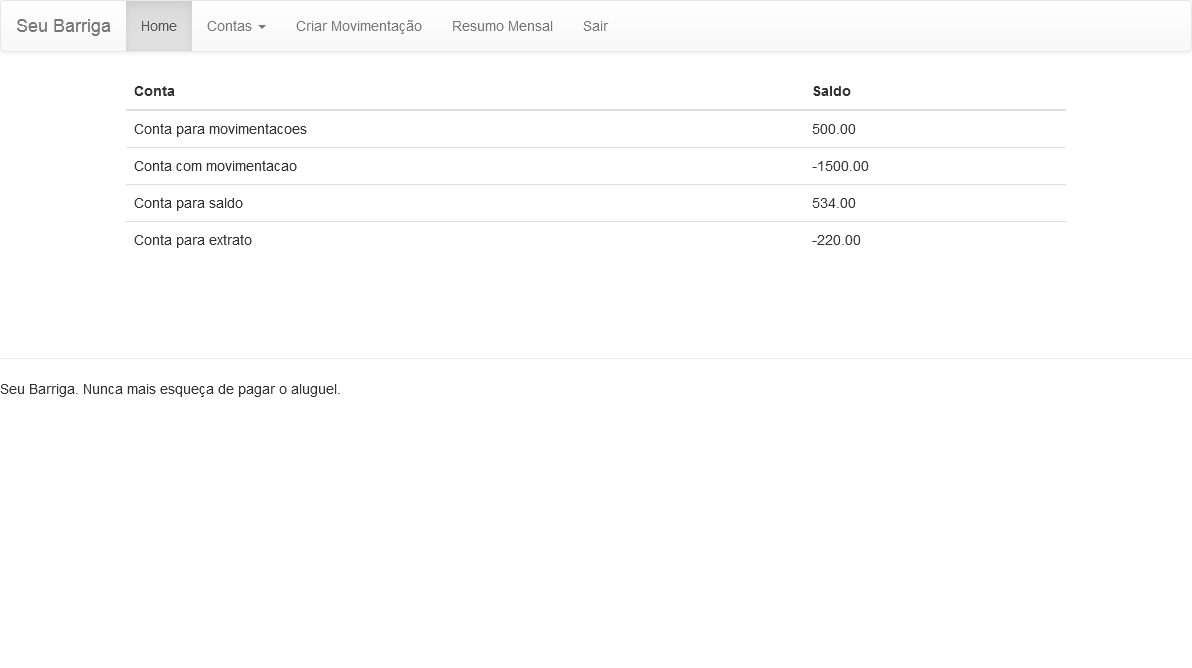 Seu Barriga Home Contas Criar Movimentação Resumo Mensal Sair
Conta Saldo
Conta para movimentacoes 500.00
Conta com movimentacao -1500.00
Conta para saldo 534.00
Conta para extrato -220.00
Seu Barriga. Nunca mais esqueça de pagar o aluguel.